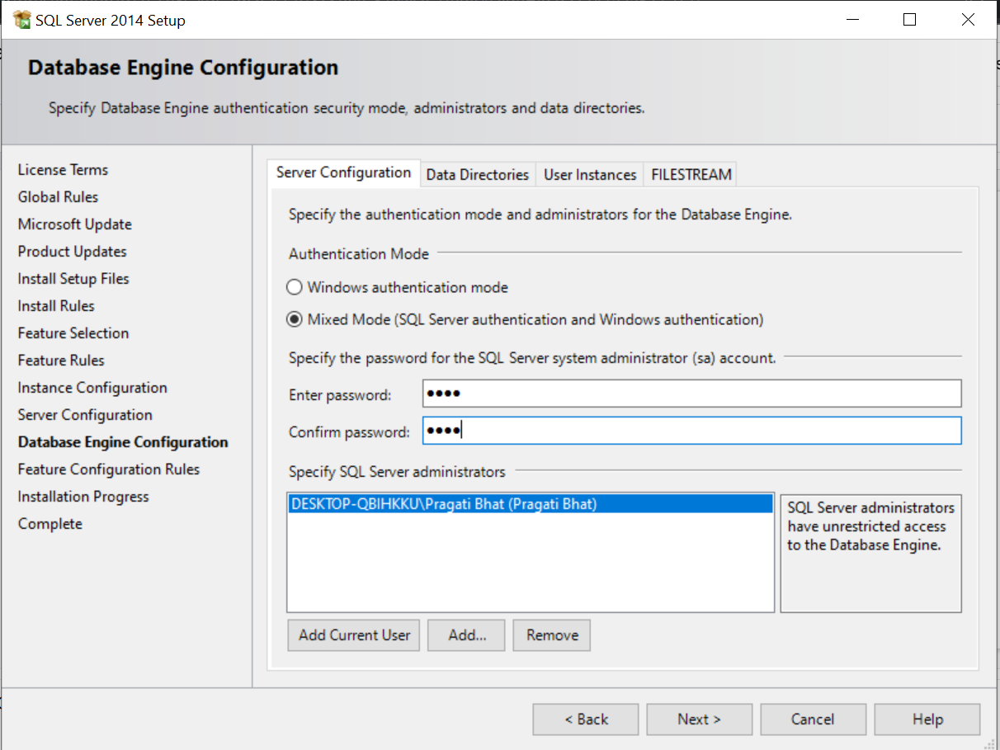 SQL Server 2014 Setup
Database Engine Configuration
Specify Database Engine authentication security mode, administrators and data directories.
License Terms
Global Rules
Microsoft Update
Product Updates
Install Setup Files
Install Rules
Feature Selection
Feature Rules
Instance Configuration
Server Configuration
Database Engine Configuration
Feature Configuration Rules
Installation Progress
Complete
Server Configuration Data Directories User Instances FILESTREAM
Specify the authentication mode and administrators for the Database Engine.
Authentication Mode
Windows authentication mode
Mixed Mode (SQL Server authentication and Windows authentication)
Specify the password for the SQL Server system administrator (sa) account.
Enter password: ••••
Confirm password: ••••
Specify SQL Server administrators
DESKTOP-QBIHKKU\Pragati Bhat (Pragati Bhat)
SQL Server administrators
have unrestricted access
to the Database Engine.
Add Current User Add... Remove
< Back Next > Cancel Help